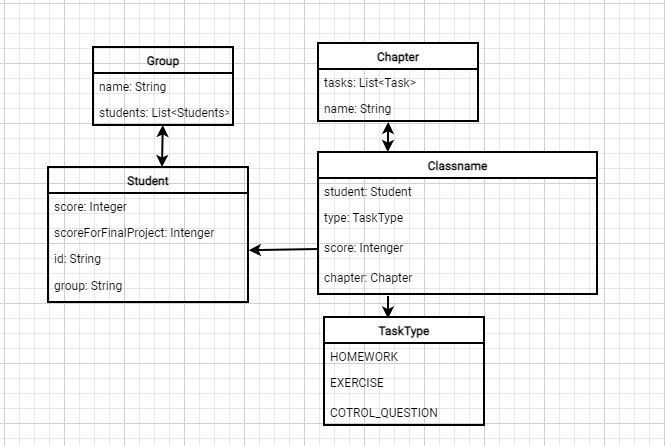 Group
name: String
students: List<Students>
Chapter
tasks: List<Task>
name: String
Student
score: Integer
scoreForFinalProject: Intenger
id: String
group: String
Classname
student: Student
type: TaskType
score: Intenger
chapter: Chapter
TaskType
HOMEWORK
EXERCISE
COTROL_QUESTION